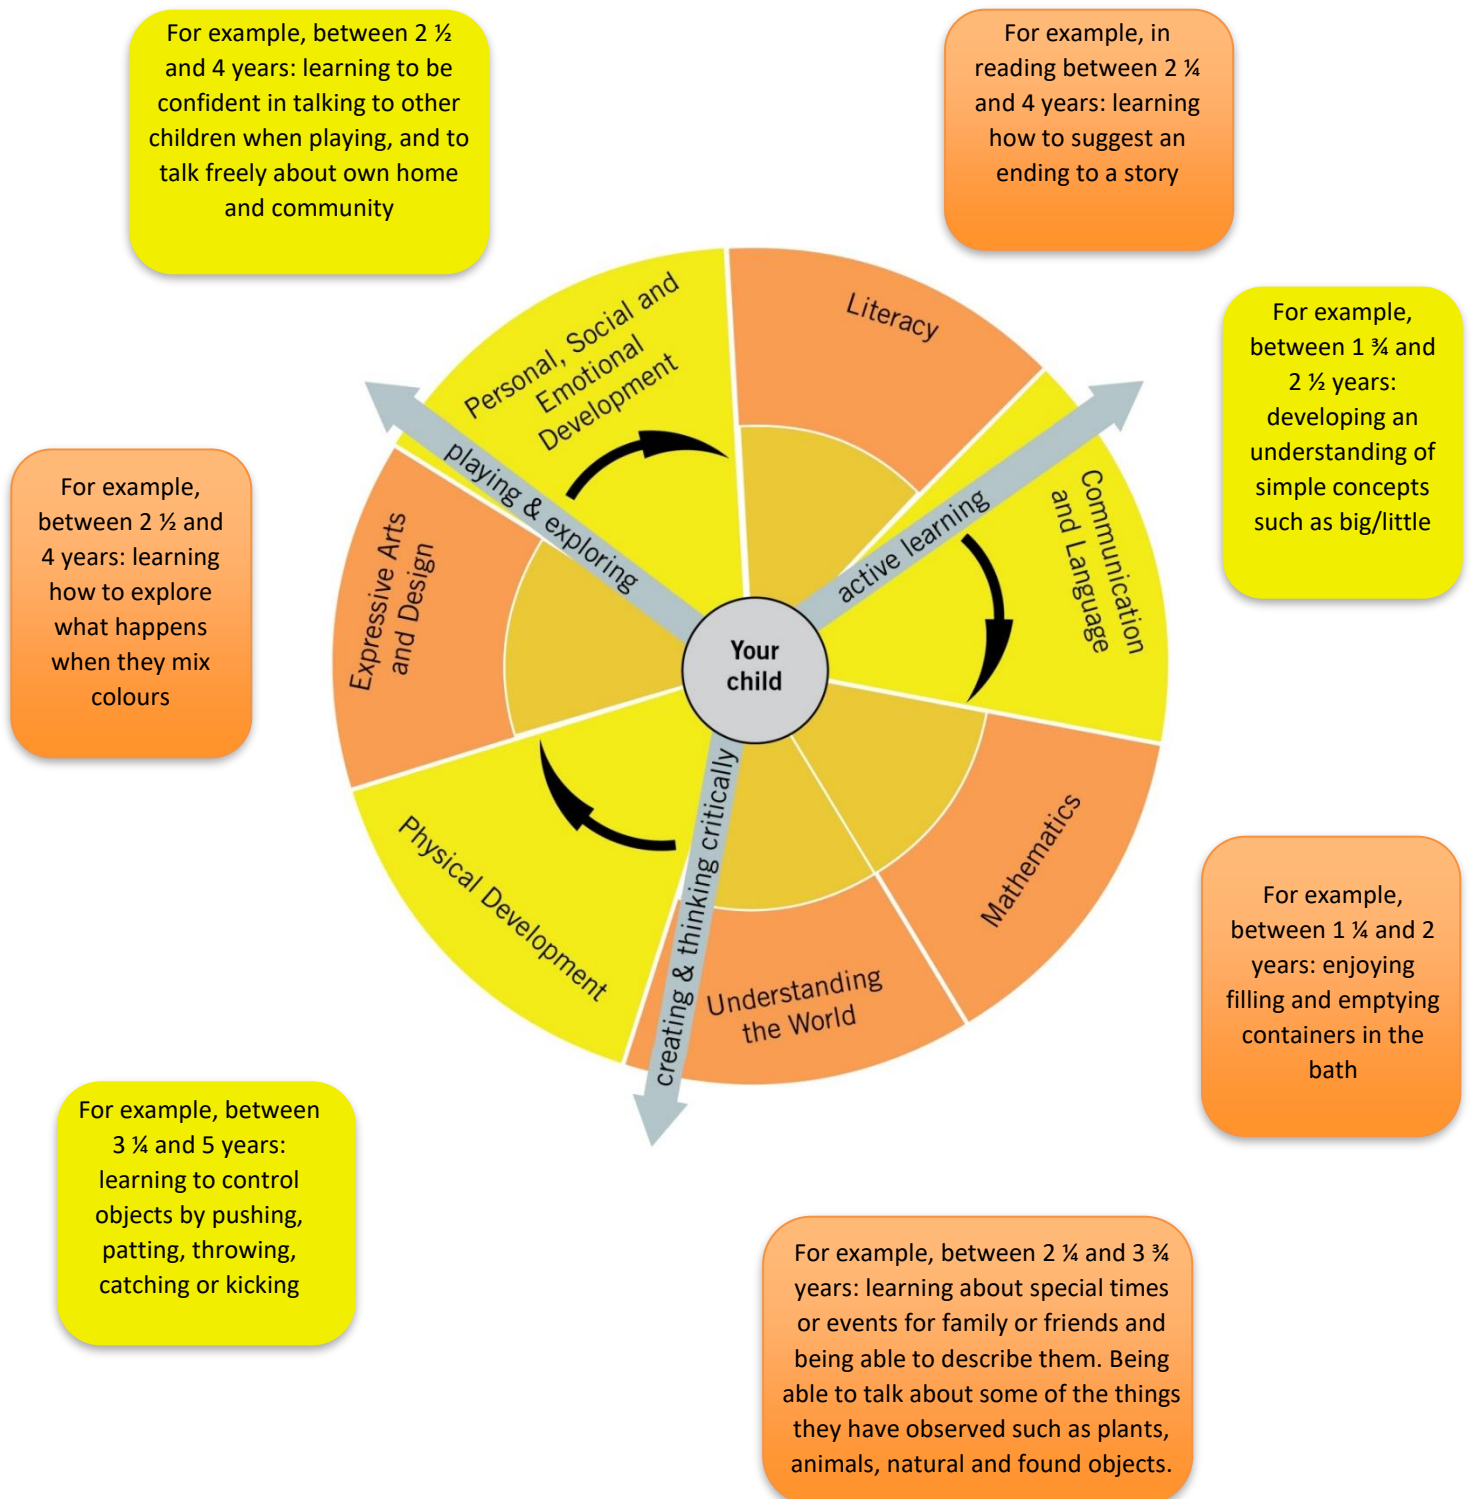 For example, between 2 ½
and 4 years: learning to be
confident in talking to other
children when playing, and to
talk freely about own home
and community
For example, in
reading between 2 ¼
and 4 years: learning
how to suggest an
ending to a story
For example,
between 1 ¾ and
2 ½ years:
developing an
understanding of
simple concepts
such as big/little
For example,
between 2 ½ and
4 years: learning
how to explore
what happens
when they mix
colours
Personal, Social and
Emotional
Development
Literacy
Communication
and Language
Mathematics
Understanding
the World
Physical Development
Expressive Arts
and Design
playing & exploring
active learning
creating & thinking critically
Your
child
For example,
between 1 ¼ and 2
years: enjoying
filling and emptying
containers in the
bath
For example, between
3 ¼ and 5 years:
learning to control
objects by pushing,
patting, throwing,
catching or kicking
For example, between 2 ¼ and 3 ¾
years: learning about special times
or events for family or friends and
being able to describe them. Being
able to talk about some of the things
they have observed such as plants,
animals, natural and found objects.